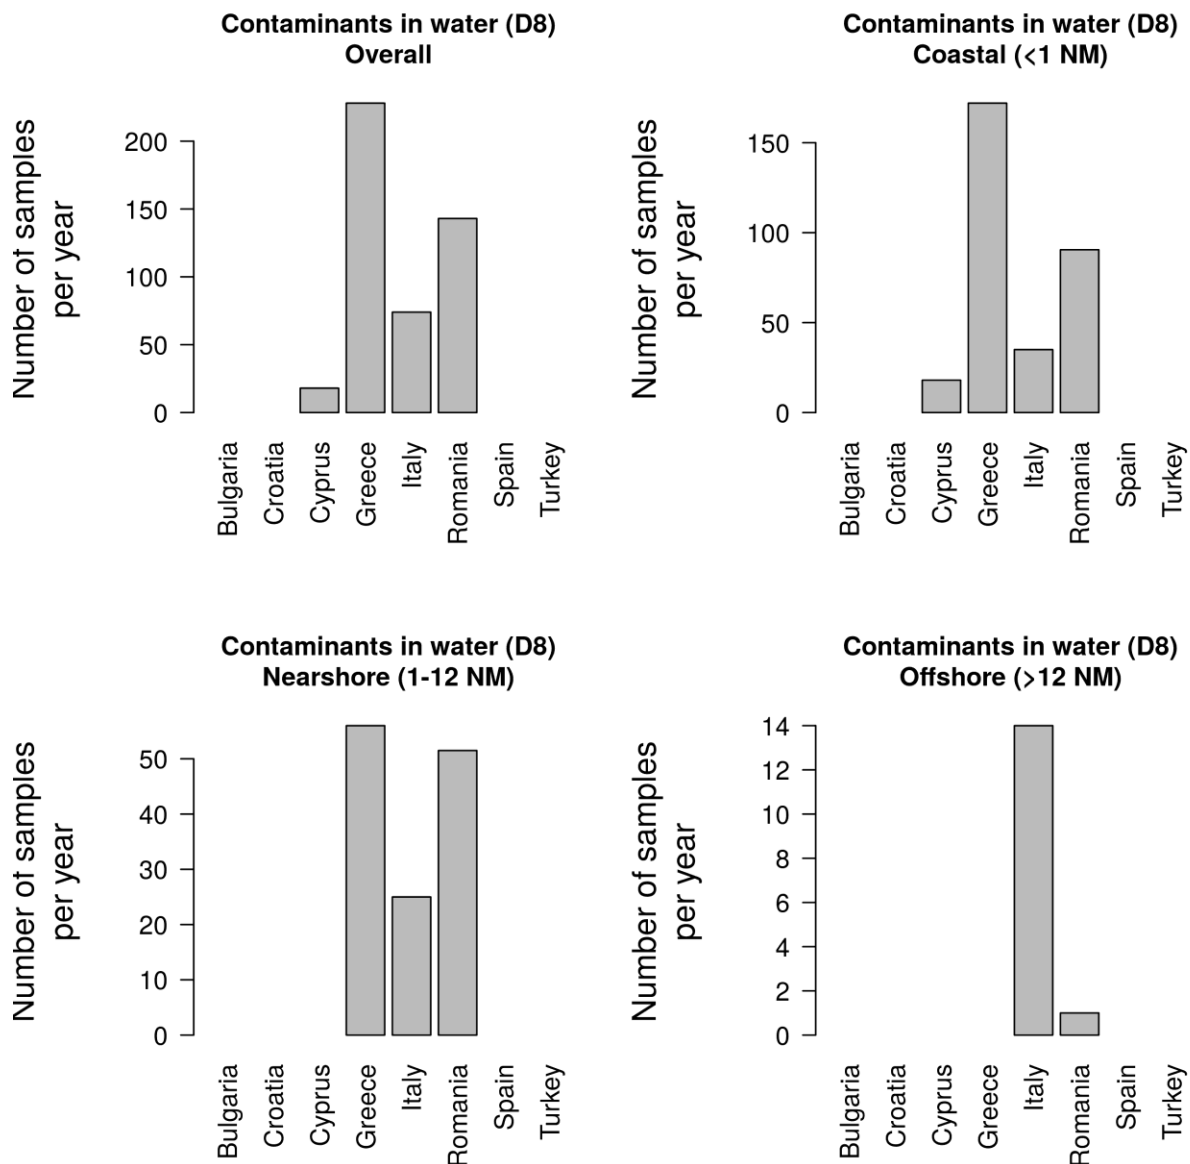 Contaminants in water (D8)
Overall
Number of samples
per year
200
150
100
50
0
Bulgaria
Croatia
Cyprus
Greece
Italy
Romania
Spain
Turkey
Contaminants in water (D8)
Coastal (<1 NM)
Number of samples
per year
150
100
50
0
Bulgaria
Croatia
Cyprus
Greece
Italy
Romania
Spain
Turkey
Contaminants in water (D8)
Nearshore (1-12 NM)
Number of samples
per year
50
40
30
20
10
0
Bulgaria
Croatia
Cyprus
Greece
Italy
Romania
Spain
Turkey
Contaminants in water (D8)
Offshore (>12 NM)
Number of samples
per year
14
12
10
8
6
4
2
0
Bulgaria
Croatia
Cyprus
Greece
Italy
Romania
Spain
Turkey